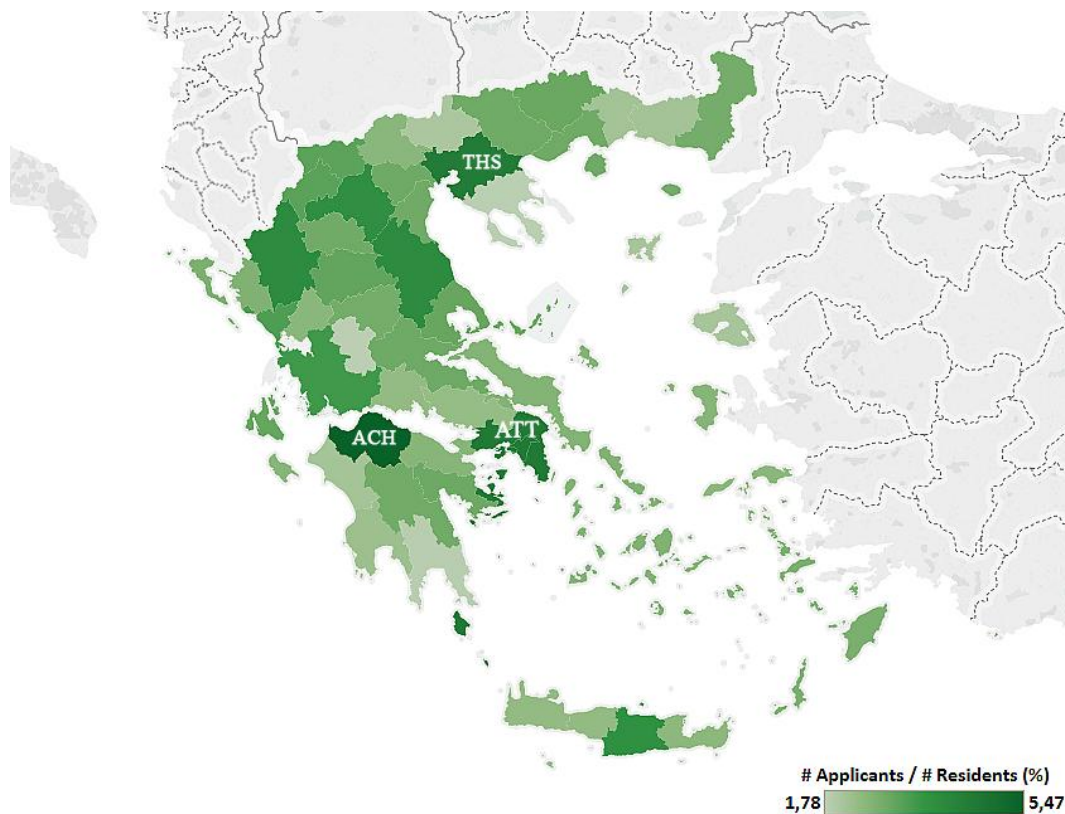 THS
ACH
ATT
# Applicants / # Residents (%)
1,78
5,47